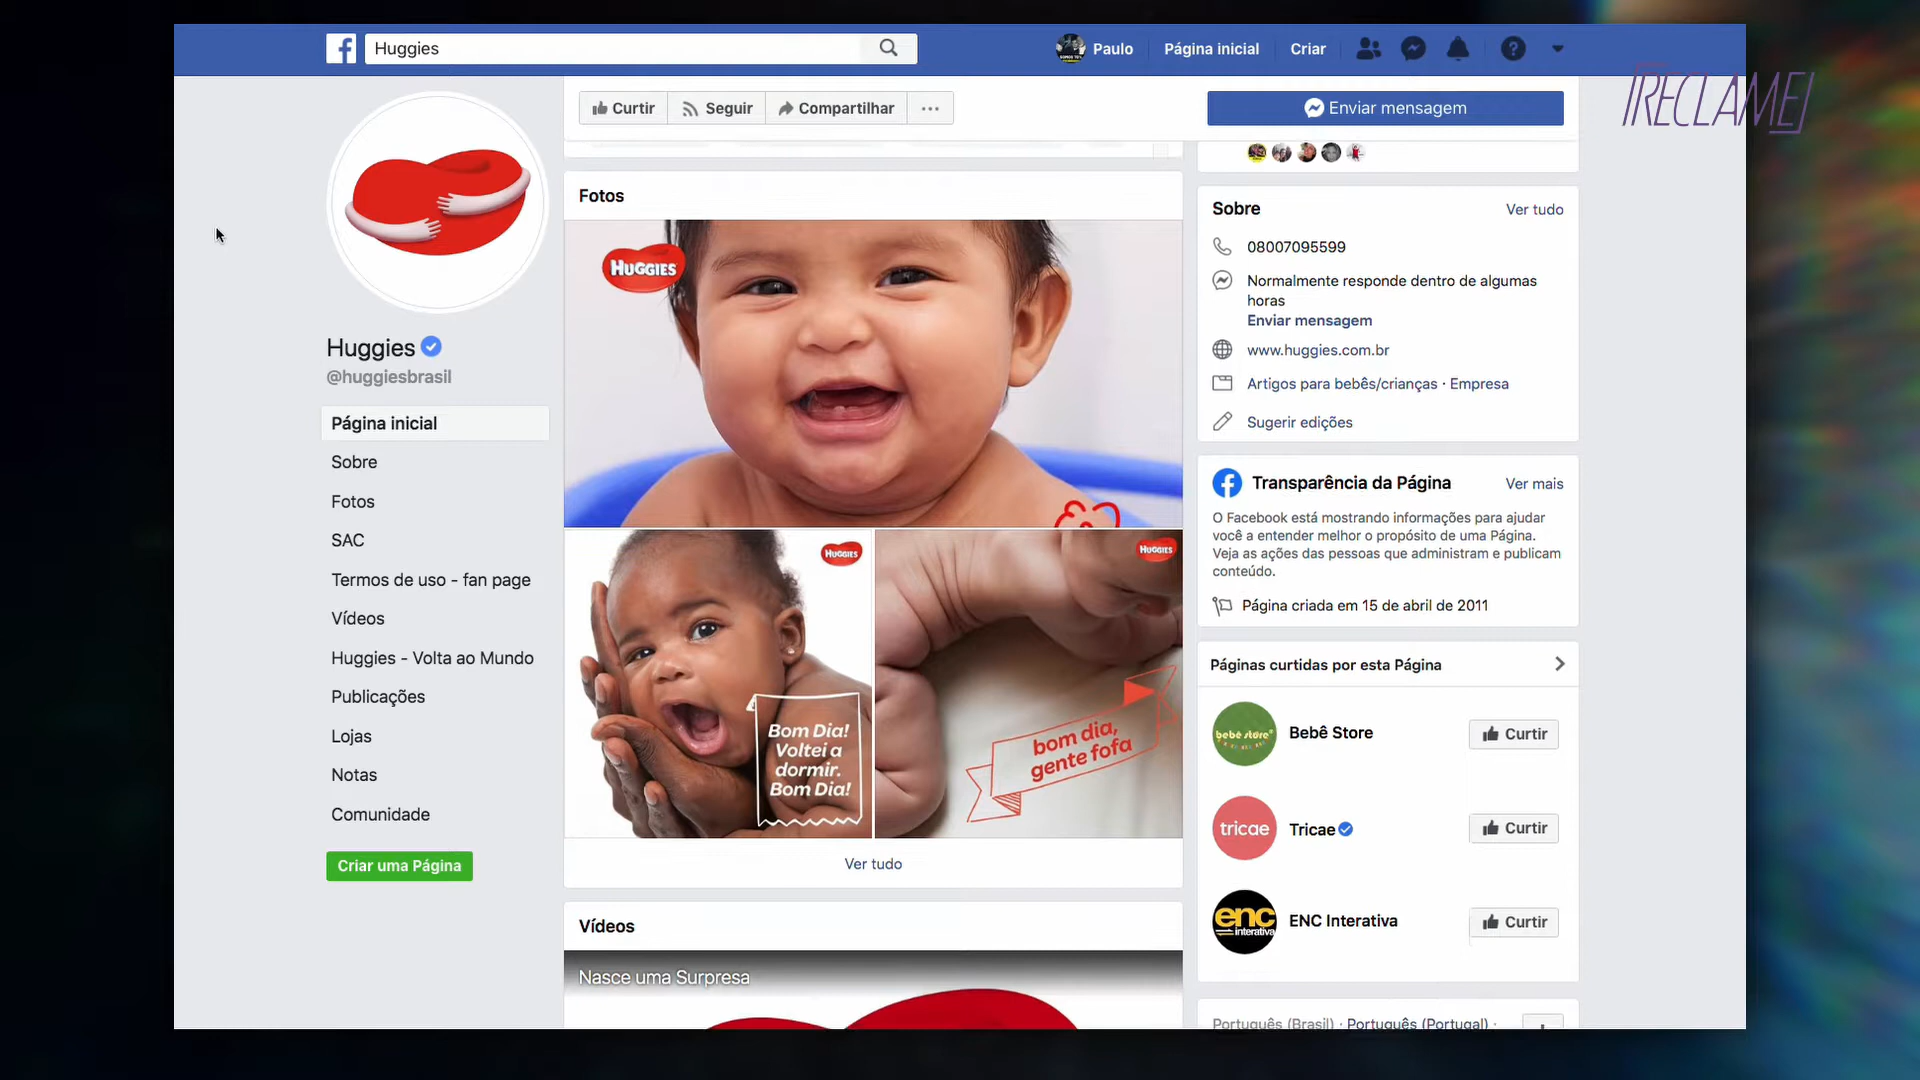 Huggies
Paulo
Página inicial
Criar
RECLAME
Curtir
Seguir
Compartilhar
Enviar mensagem
Huggies
@huggiesbrasil
Página inicial
Sobre
Fotos
SAC
Termos de uso - fan page
Vídeos
Huggies - Volta ao Mundo
Publicações
Lojas
Notas
Comunidade
Criar uma Página
Fotos
HUGGIES
HUGGIES
Bom Dia!
Voltei a
dormir.
Bom Dia!
HUGGIES
bom dia,
gente fofa
Ver tudo
Vídeos
Nasce uma Surpresa
Sobre
Ver tudo
08007095599
Normalmente responde dentro de algumas
horas
Enviar mensagem
www.huggies.com.br
Artigos para bebês/crianças · Empresa
Sugerir edições
Transparência da Página
Ver mais
O Facebook está mostrando informações para ajudar
você a entender melhor o propósito de uma Página.
Veja as ações das pessoas que administram e publicam
conteúdo.
Página criada em 15 de abril de 2011
Páginas curtidas por esta Página
bebê store
Bebê Store
Curtir
tricae
Tricae
Curtir
enc
interativa
ENC Interativa
Curtir
Português (Brasil) · Português (Portugal) ·